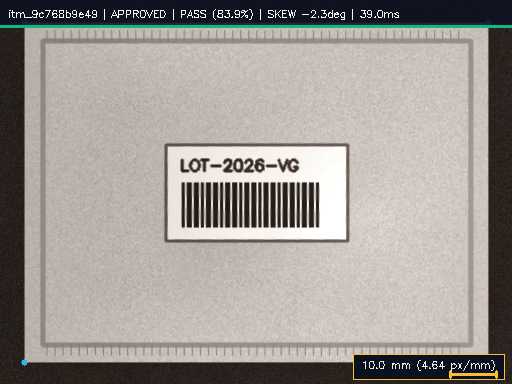 itm_9c768b9e49 | APPROVED | PASS (83.9%) | SKEW -2.3deg | 39.0ms
LOT-2026-VG
10.0 mm (4.64 px/mm)